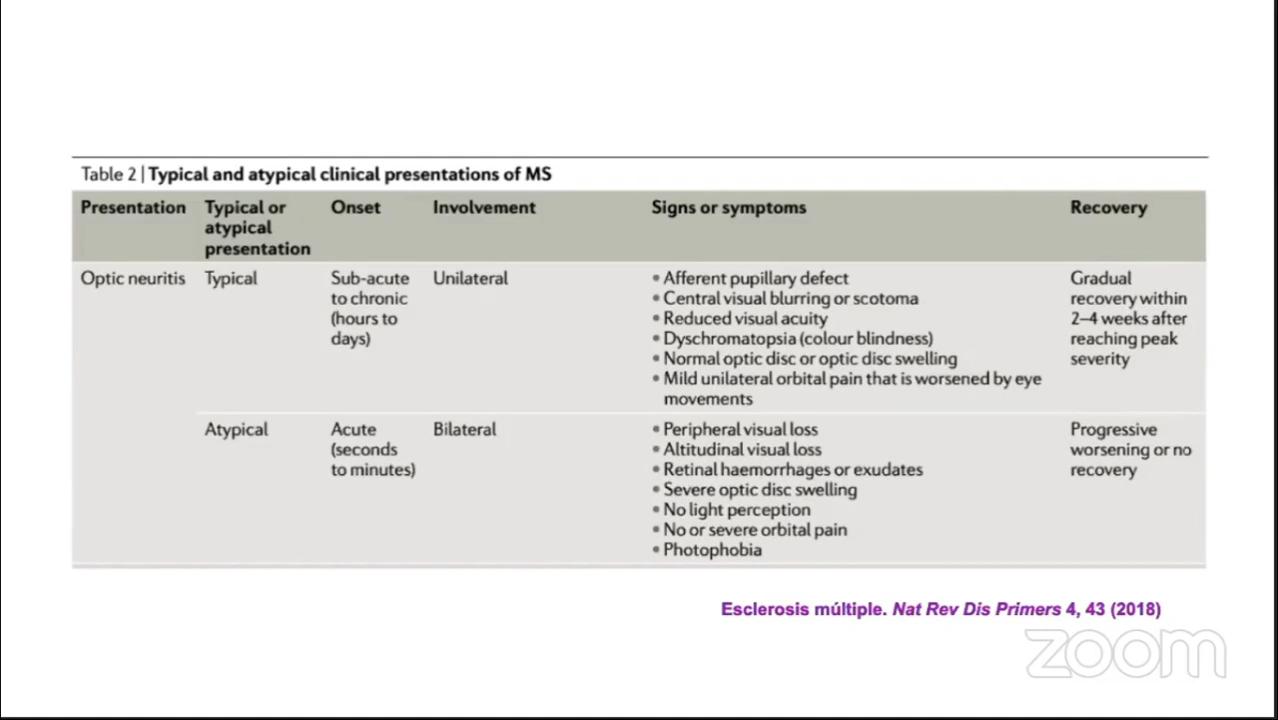 Table 2 | Typical and atypical clinical presentations of MS
Presentation
Typical or
atypical
presentation
Onset
Involvement
Signs or symptoms
Recovery
Optic neuritis
Typical
Sub-acute
to chronic
(hours to
days)
Unilateral
• Afferent pupillary defect
• Central visual blurring or scotoma
• Reduced visual acuity
• Dyschromatopsia (colour blindness)
• Normal optic disc or optic disc swelling
• Mild unilateral orbital pain that is worsened by eye
movements
Gradual
recovery within
2–4 weeks after
reaching peak
severity
Atypical
Acute
(seconds
to minutes)
Bilateral
• Peripheral visual loss
• Altitudinal visual loss
• Retinal haemorrhages or exudates
• Severe optic disc swelling
• No light perception
• No or severe orbital pain
• Photophobia
Progressive
worsening or no
recovery
Esclerosis múltiple. Nat Rev Dis Primers 4, 43 (2018)
zoom